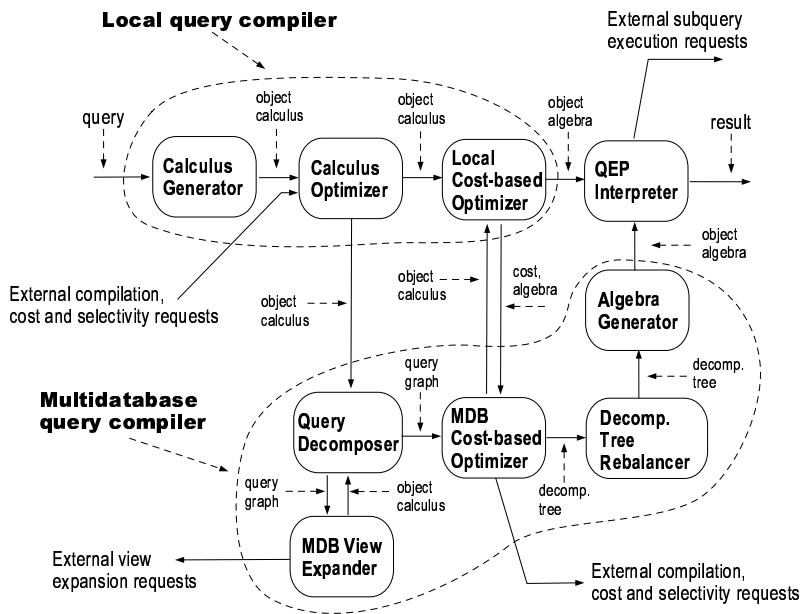 Local query compiler
External subquery
execution requests
query
object
calculus
object
calculus
object
algebra
result
Calculus
Generator
Calculus
Optimizer
Local
Cost-based
Optimizer
QEP
Interpreter
object
algebra
External compilation,
cost and selectivity requests
object
calculus
object
calculus
cost,
algebra
Algebra
Generator
Multidatabase
query compiler
query
graph
decomp.
tree
Query
Decomposer
MDB
Cost-based
Optimizer
Decomp.
Tree
Rebalancer
query
graph
object
calculus
decomp.
tree
MDB View
Expander
External view
expansion requests
External compilation,
cost and selectivity requests